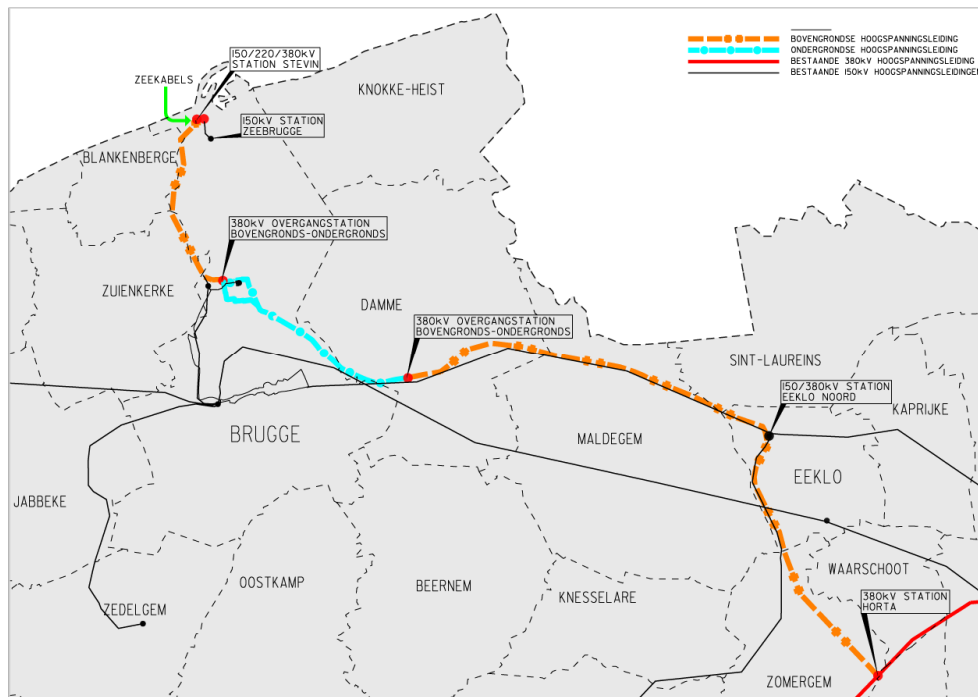 BOVENGRONDSE HOOGSPANNINGSLEIDING
ONDERGRONDSE HOOGSPANNINGSLEIDING
BESTAANDE 380kV HOOGSPANNINGSLEIDING
BESTAANDE 150kV HOOGSPANNINGSLEIDINGEN
150/220/380kV
STATION STEVIN
ZEEKABELS
KNOKKE-HEIST
150kV STATION
ZEEBRUGGE
BLANKENBERGE
380kV OVERGANGSTATION
BOVENGRONDS-ONDERGRONDS
ZUIENKERKE
DAMME
380kV OVERGANGSTATION
BOVENGRONDS-ONDERGRONDS
SINT-LAUREINS
150/380kV STATION
EEKLO NOORD
KAPRIJKE
BRUGGE
MALDEGEM
EEKLO
JABBEKE
WAARSCHOOT
OOSTKAMP
BEERNEM
KNESSELARE
380kV STATION
HORTA
ZEDELGEM
ZOMERGEM